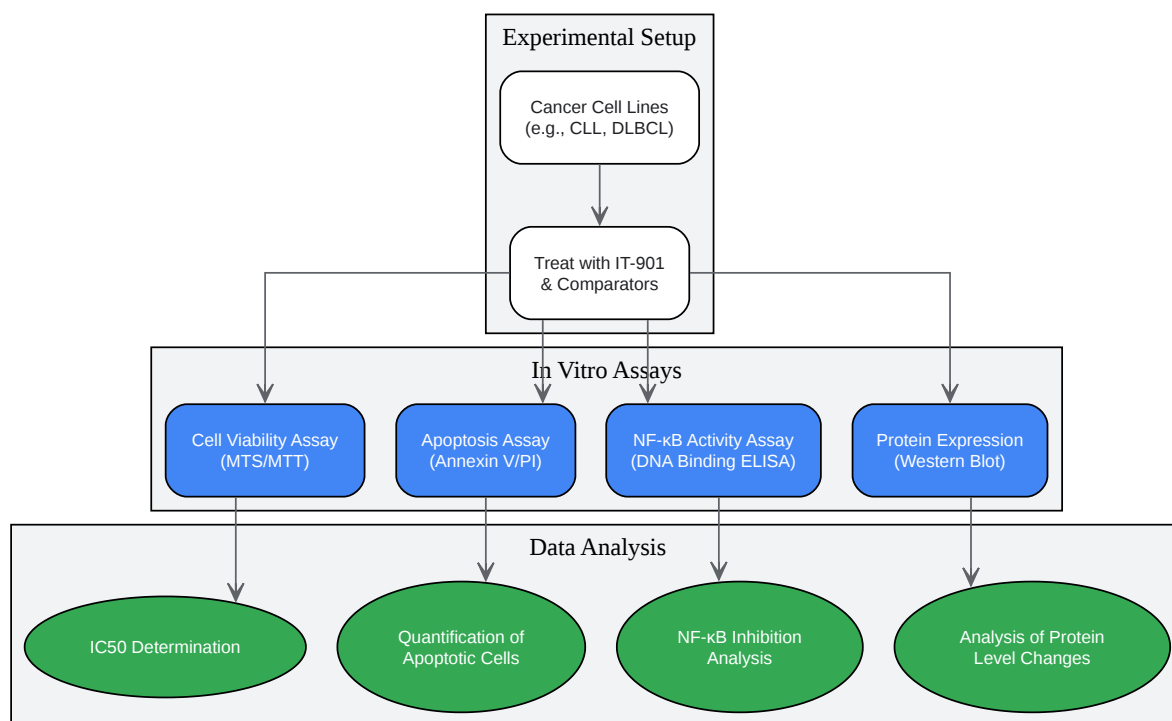 Experimental Setup
Cancer Cell Lines
(e.g., CLL, DLBCL)
Treat with IT-901
& Comparators
In Vitro Assays
Cell Viability Assay
(MTS/MTT)
Apoptosis Assay
(Annexin V/PI)
NF-κB Activity Assay
(DNA Binding ELISA)
Protein Expression
(Western Blot)
Data Analysis
IC50 Determination
Quantification of
Apoptotic Cells
NF-κB Inhibition
Analysis
Analysis of Protein
Level Changes